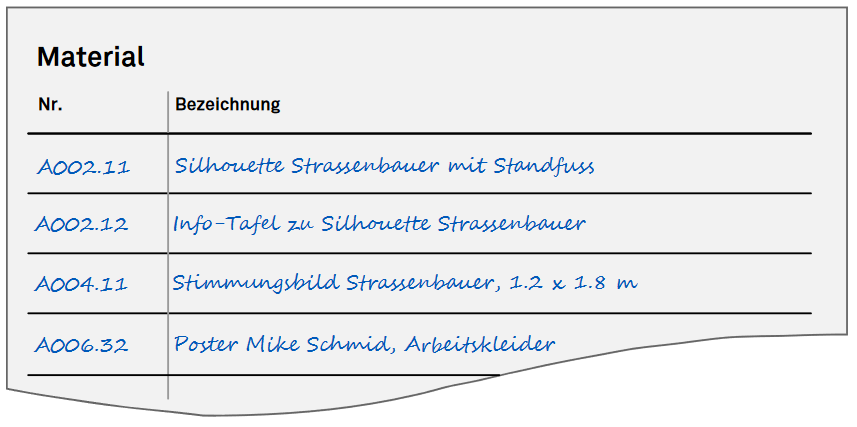 Material
Nr. Bezeichnung
A002.11 Silhouette Strassenbauer mit Standfuss
A002.12 Info-Tafel zu Silhouette Strassenbauer
A004.11 Stimmungsbild Strassenbauer, 1.2 x 1.8 m
A006.32 Poster Mike Schmid, Arbeitskleider